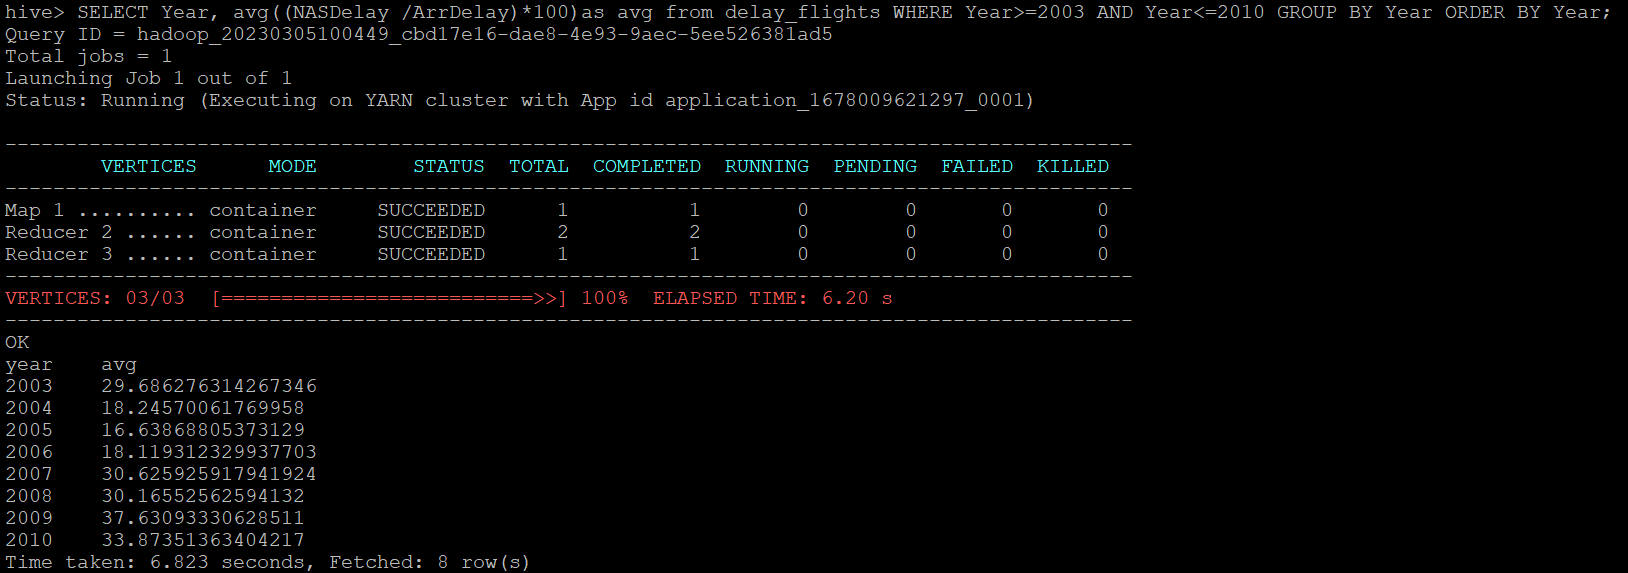 hive> SELECT Year, avg((NASDelay /ArrDelay)*100)as avg from delay_flights WHERE Year>=2003 AND Year<=2010 GROUP BY Year ORDER BY Year;
Query ID = hadoop_20230305100449_cbd17e16-dae8-4e93-9aec-5ee526381ad5
Total jobs = 1
Launching Job 1 out of 1
Status: Running (Executing on YARN cluster with App id application_1678009621297_0001)

----------------------------------------------------------------------------------------------
        VERTICES      MODE        STATUS  TOTAL  COMPLETED  RUNNING  PENDING  FAILED  KILLED
----------------------------------------------------------------------------------------------
Map 1 .......... container     SUCCEEDED      1          1        0        0       0       0
Reducer 2 ...... container     SUCCEEDED      2          2        0        0       0       0
Reducer 3 ...... container     SUCCEEDED      1          1        0        0       0       0
----------------------------------------------------------------------------------------------
VERTICES: 03/03  [==========================>>] 100%  ELAPSED TIME: 6.20 s
----------------------------------------------------------------------------------------------
OK
year    avg
2003    29.686276314267346
2004    18.24570061769958
2005    16.63868805373129
2006    18.119312329937703
2007    30.625925917941924
2008    30.16552562594132
2009    37.63093330628511
2010    33.87351363404217
Time taken: 6.823 seconds, Fetched: 8 row(s)